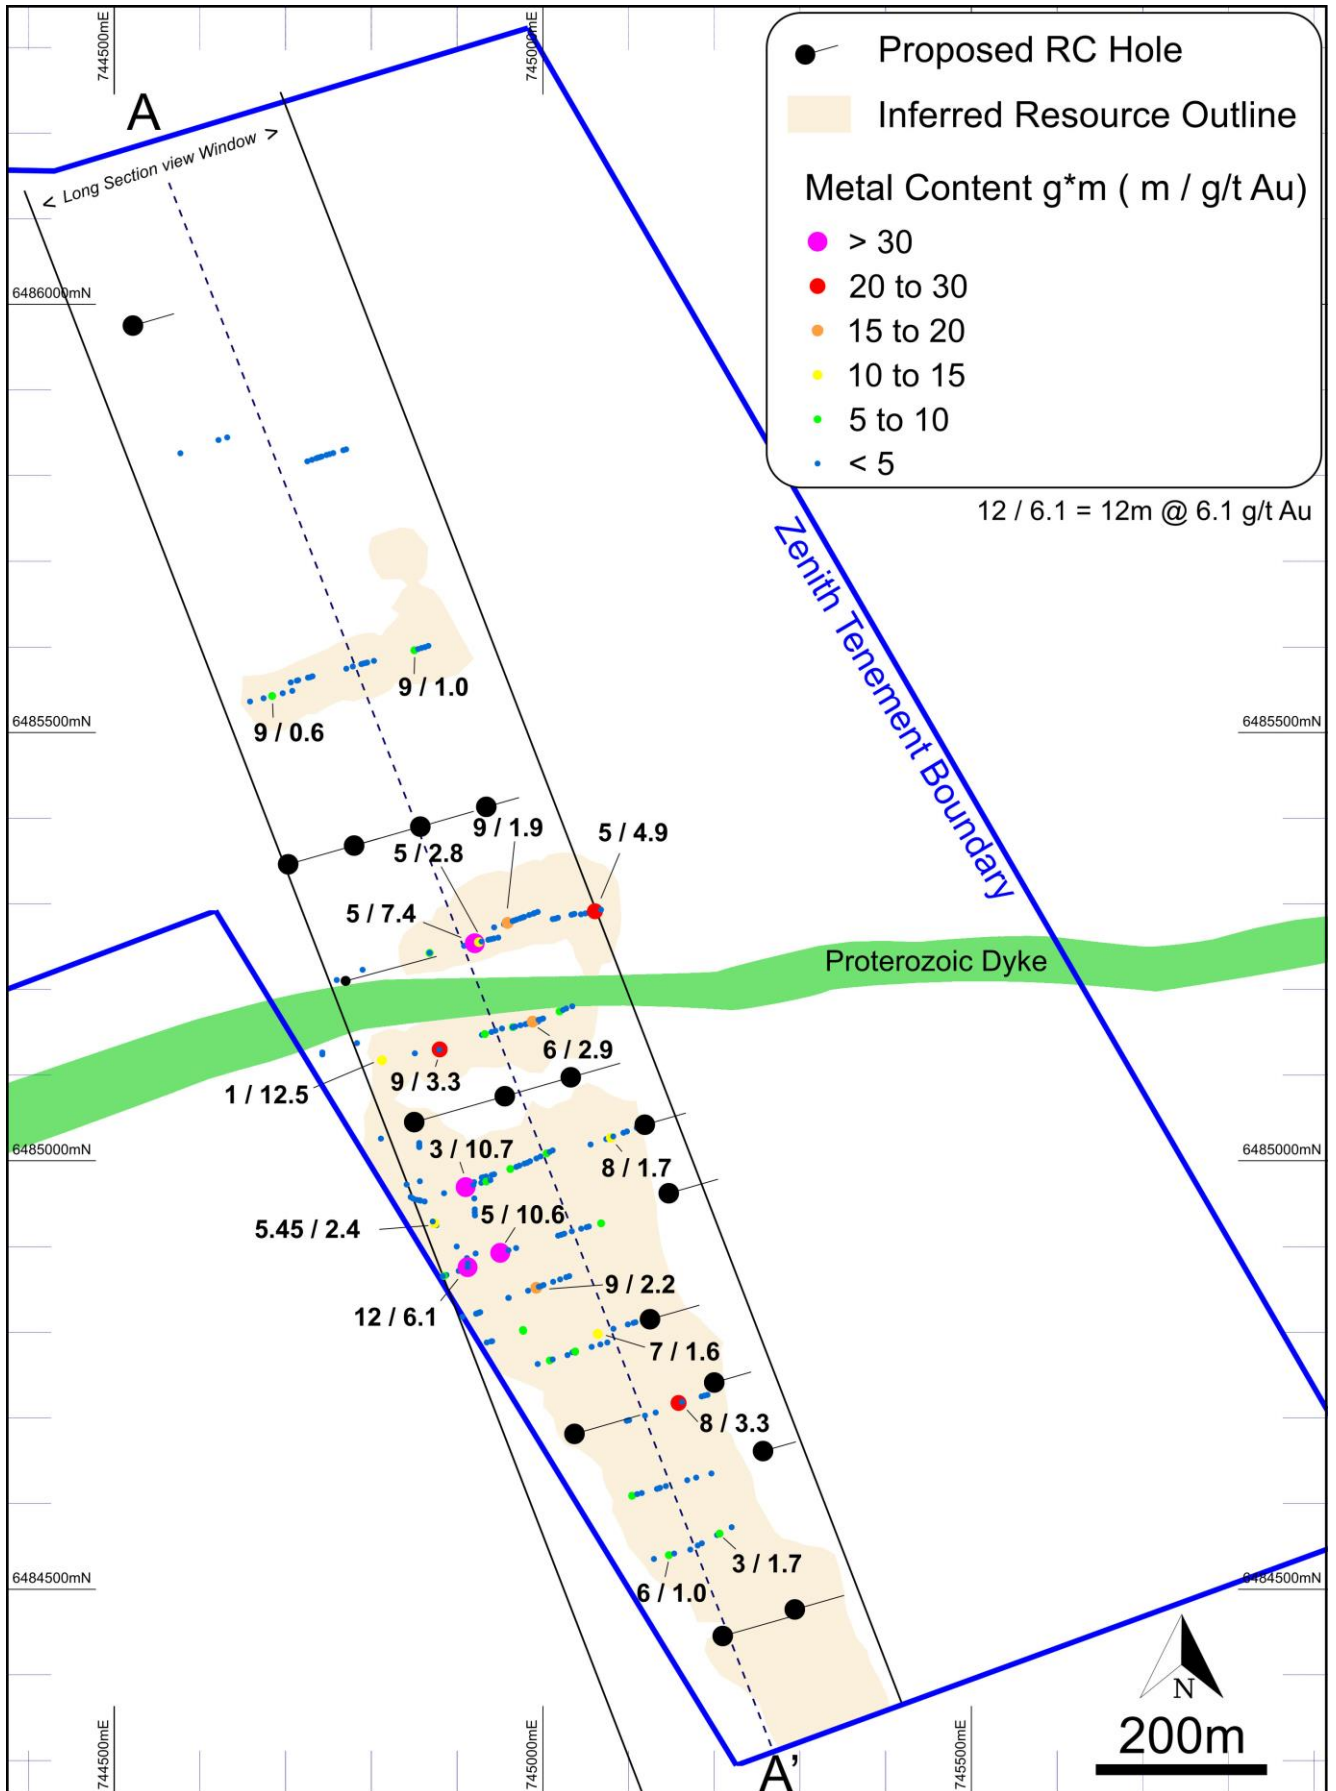 744500mE
745000mE
Proposed RC Hole
Inferred Resource Outline
Metal Content g*m ( m / g/t Au)
> 30
20 to 30
15 to 20
10 to 15
5 to 10
< 5
12 / 6.1 = 12m @ 6.1 g/t Au
A
< Long Section view Window >
6486000mN
Zenith Tenement Boundary
9 / 1.0
9 / 0.6
6485500mN
6485500mN
9 / 1.9
5 / 4.9
5 / 2.8
5 / 7.4
Proterozoic Dyke
6 / 2.9
9 / 3.3
1 / 12.5
6485000mN
6485000mN
3 / 10.7
8 / 1.7
5 / 10.6
5.45 / 2.4
9 / 2.2
12 / 6.1
7 / 1.6
8 / 3.3
3 / 1.7
6 / 1.0
6484500mN
6484500mN
N
200m
744500mE
745000mE
745500mE
A'